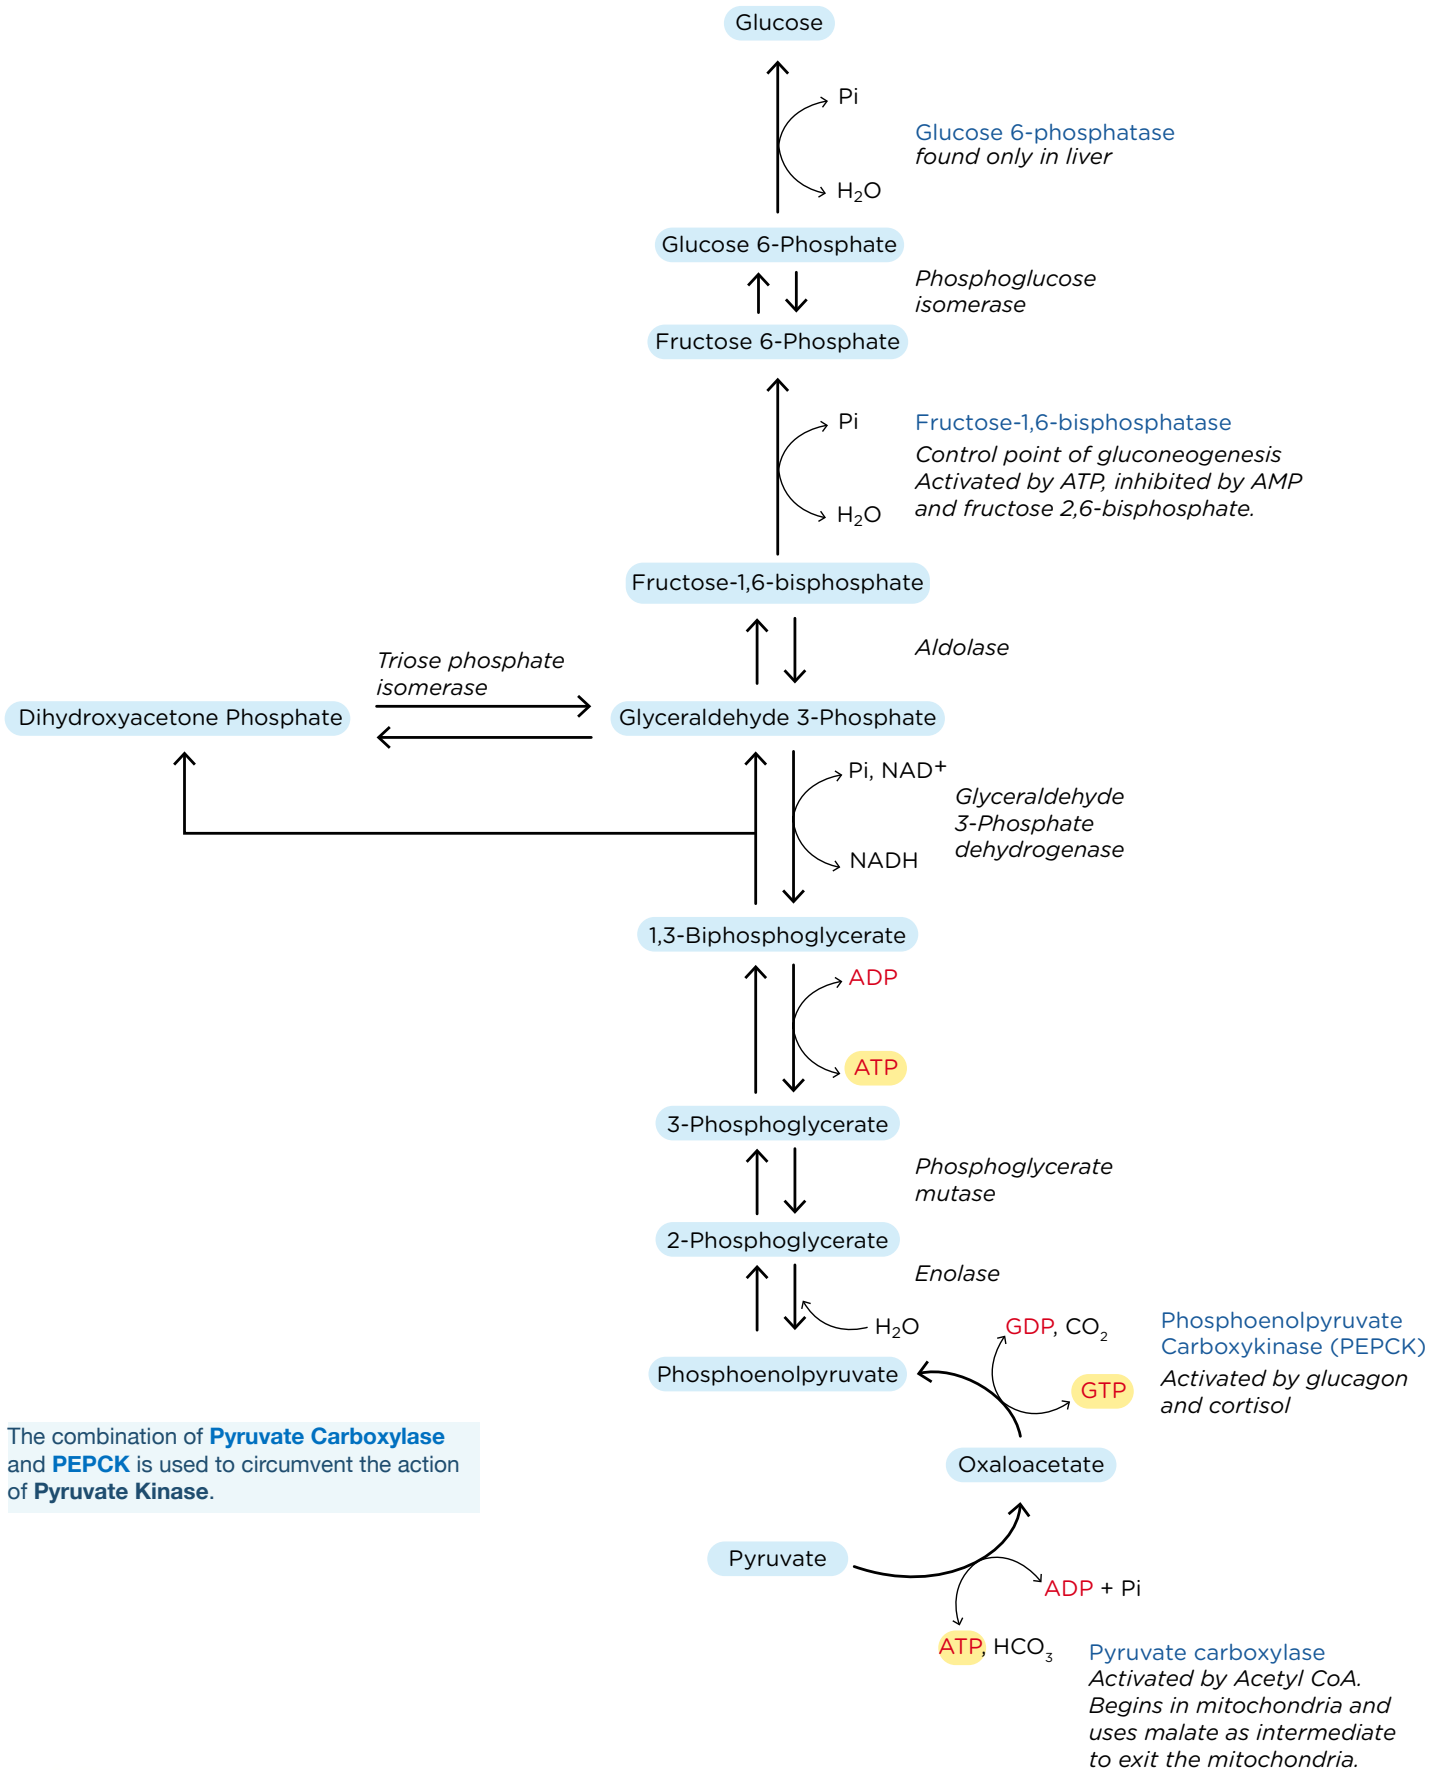 Glucose
Pi
Glucose 6-phosphatase
found only in liver
H₂O
Glucose 6-Phosphate
Phosphoglucose
isomerase
Fructose 6-Phosphate
Pi
Fructose-1,6-bisphosphatase
Control point of gluconeogenesis
Activated by ATP, inhibited by AMP
and fructose 2,6-bisphosphate.
H₂O
Fructose-1,6-bisphosphate
Aldolase
Triose phosphate
isomerase
Dihydroxyacetone Phosphate
Glyceraldehyde 3-Phosphate
Pi, NAD⁺
Glyceraldehyde
3-Phosphate
dehydrogenase
NADH
1,3-Biphosphoglycerate
ADP
ATP
3-Phosphoglycerate
Phosphoglycerate
mutase
2-Phosphoglycerate
Enolase
H₂O
GDP, CO₂
Phosphoenolpyruvate
Carboxykinase (PEPCK)
Activated by glucagon
and cortisol
GTP
Phosphoenolpyruvate
The combination of Pyruvate Carboxylase
and PEPCK is used to circumvent the action
of Pyruvate Kinase.
Oxaloacetate
Pyruvate
ADP + Pi
ATP, HCO₃
Pyruvate carboxylase
Activated by Acetyl CoA.
Begins in mitochondria and
uses malate as intermediate
to exit the mitochondria.